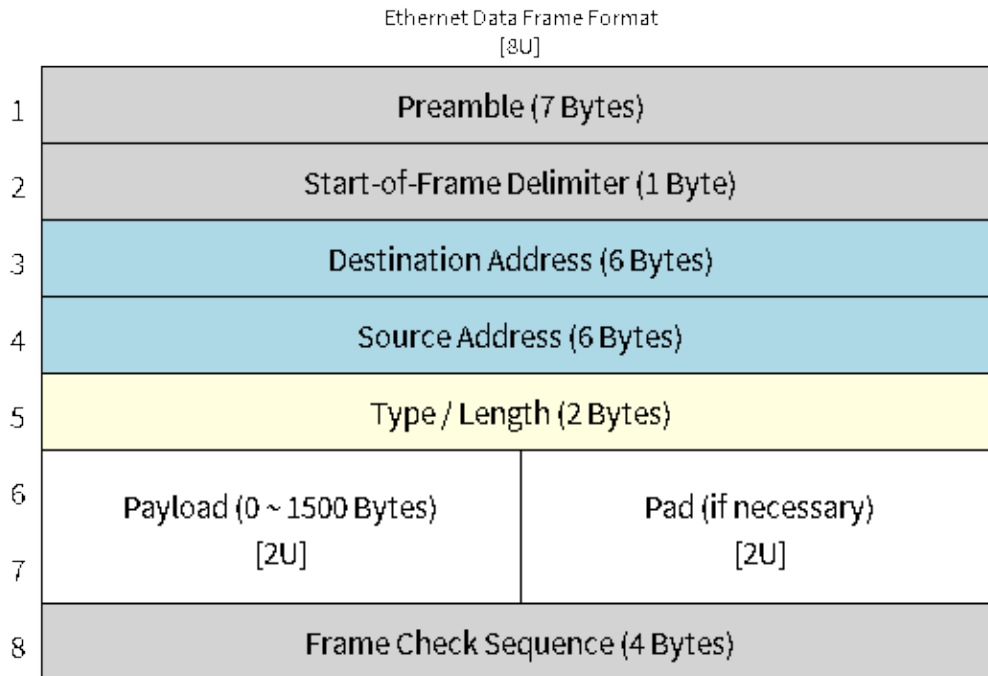 Ethernet Data Frame Format
[8U]
1 Preamble (7 Bytes)
2 Start-of-Frame Delimiter (1 Byte)
3 Destination Address (6 Bytes)
4 Source Address (6 Bytes)
5 Type / Length (2 Bytes)
6 Payload (0 ~ 1500 Bytes) Pad (if necessary)
7 [2U] [2U]
8 Frame Check Sequence (4 Bytes)